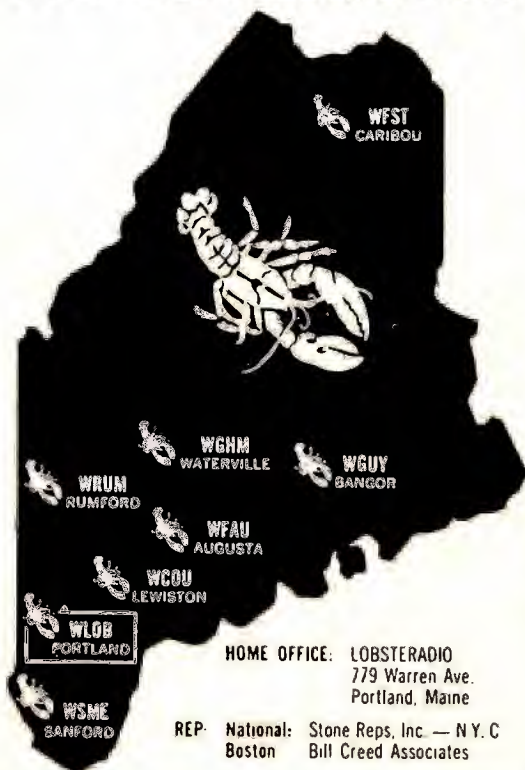 WFST
CARIBOU
WGHM
WATERVILLE
WGUY
BANGOR
WRUM
RUMFORD
WFAU
AUGUSTA
WCOU
LEWISTON
WLOB
PORTLAND
WSME
SANFORD
HOME OFFICE: LOBSTERADIO
779 Warren Ave.
Portland, Maine
REP. National: Stone Reps, Inc. — N.Y.C
Boston Bill Creed Associates